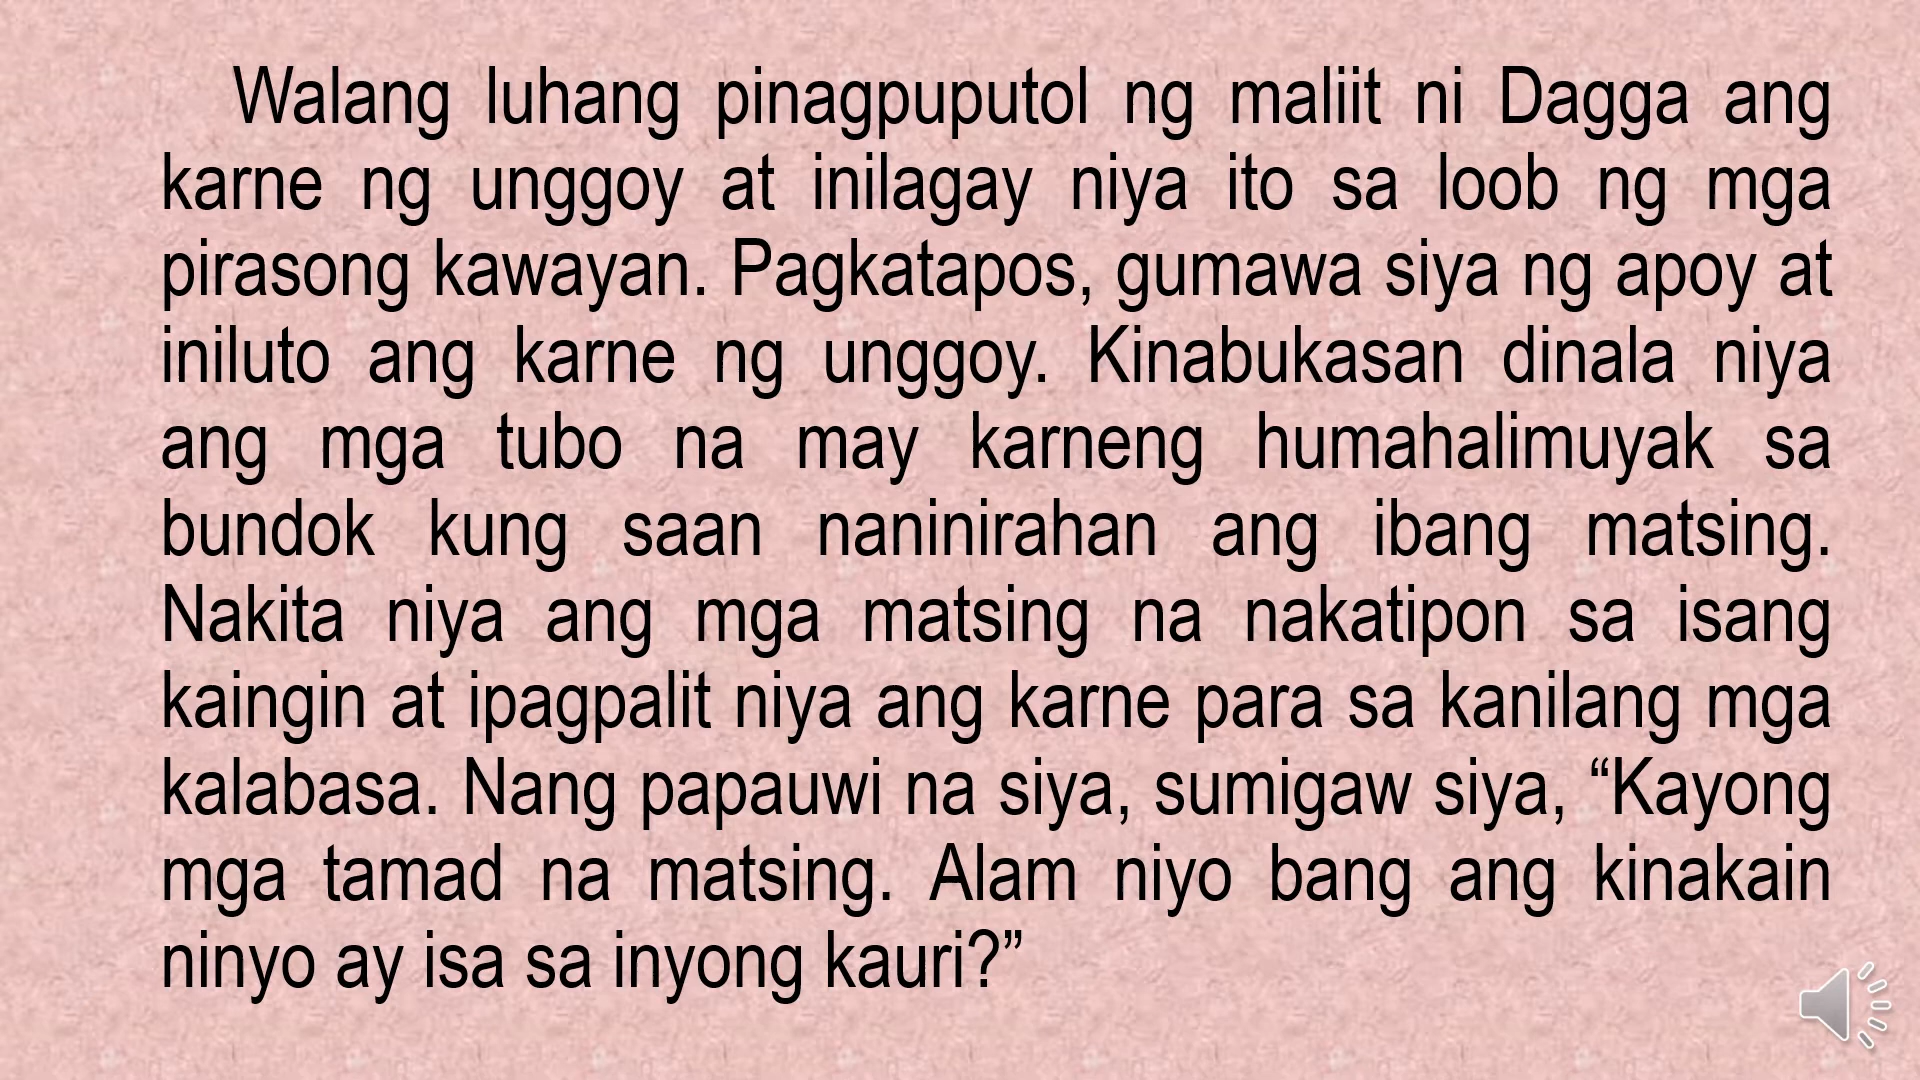 Walang luhang pinagpuputol ng maliit ni Dagga ang
karne ng unggoy at inilagay niya ito sa loob ng mga
pirasong kawayan. Pagkatapos, gumawa siya ng apoy at
iniluto ang karne ng unggoy. Kinabukasan dinala niya
ang mga tubo na may karneng humahalimuyak sa
bundok kung saan naninirahan ang ibang matsing.
Nakita niya ang mga matsing na nakatipon sa isang
kaingin at ipagpalit niya ang karne para sa kanilang mga
kalabasa. Nang papauwi na siya, sumigaw siya, “Kayong
mga tamad na matsing. Alam niyo bang ang kinakain
ninyo ay isa sa inyong kauri?”